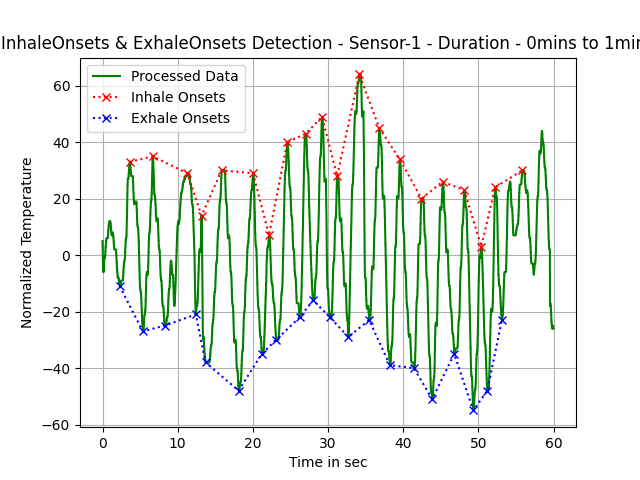 InhaleOnsets & ExhaleOnsets Detection - Sensor-1 - Duration - 0mins to 1min
Processed Data
Inhale Onsets
Exhale Onsets
60
40
20
0
−20
−40
−60
Normalized Temperature
0 10 20 30 40 50 60
Time in sec